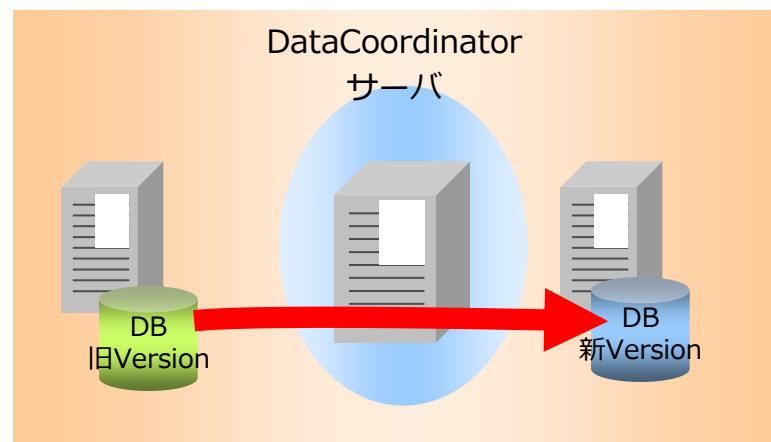 DataCoordinator
サーバ
DB
旧Version
DB
新Version